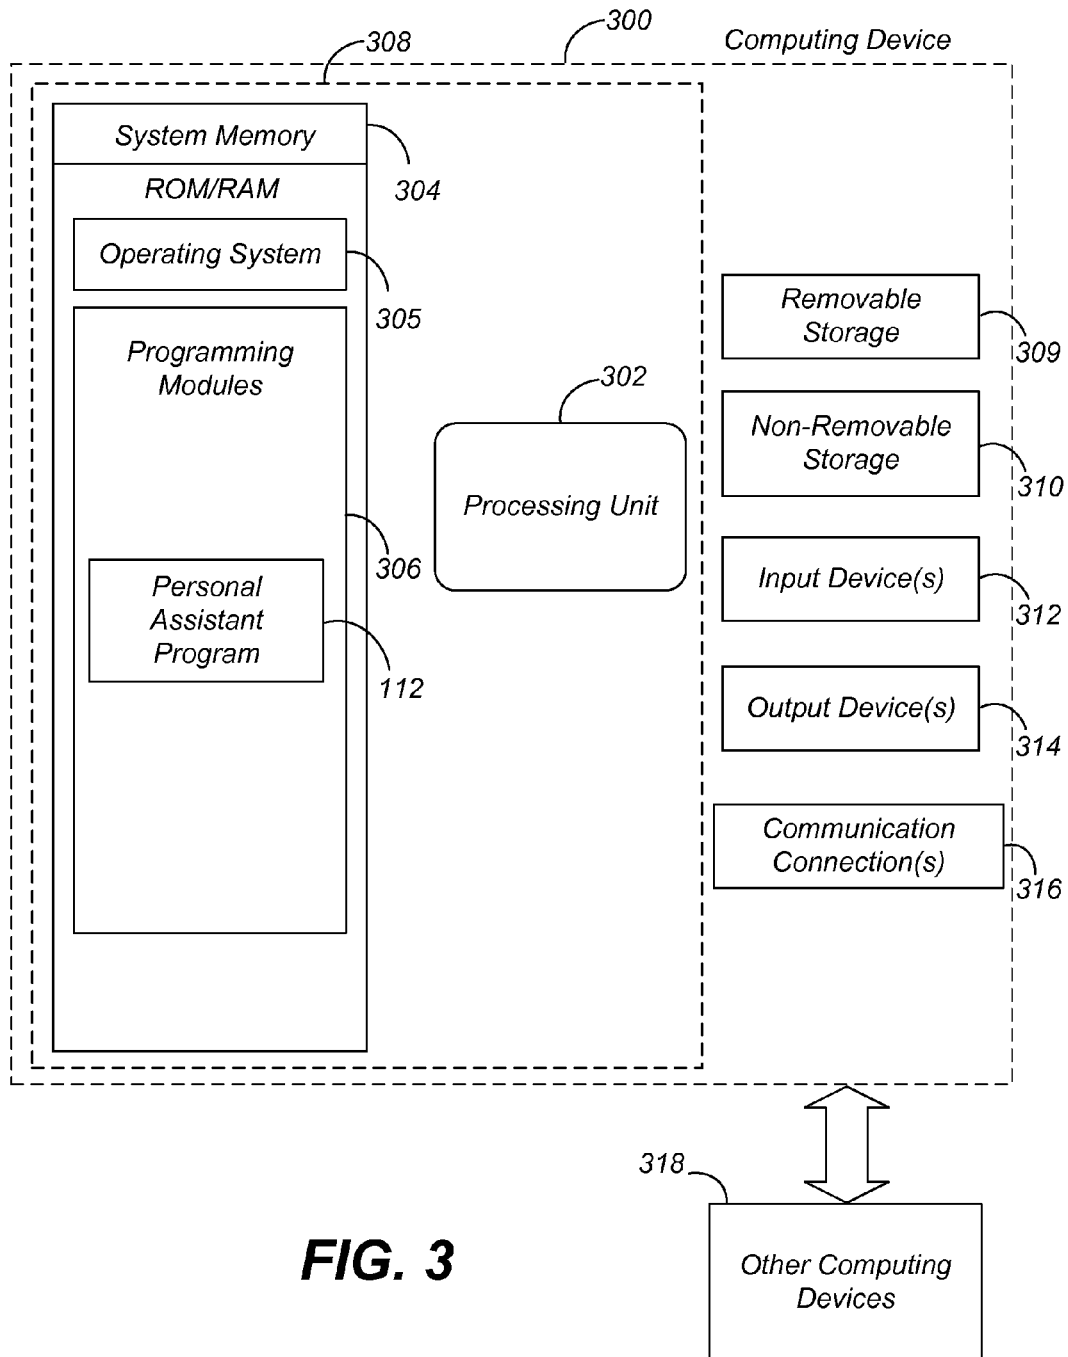 300
Computing Device
308
System Memory
304
ROM/RAM
Operating System
305
Programming
Modules
306
Personal
Assistant
Program
112
302
Processing Unit
Removable
Storage
309
Non-Removable
Storage
310
Input Device(s)
312
Output Device(s)
314
Communication
Connection(s)
316
318
Other Computing
Devices
FIG. 3